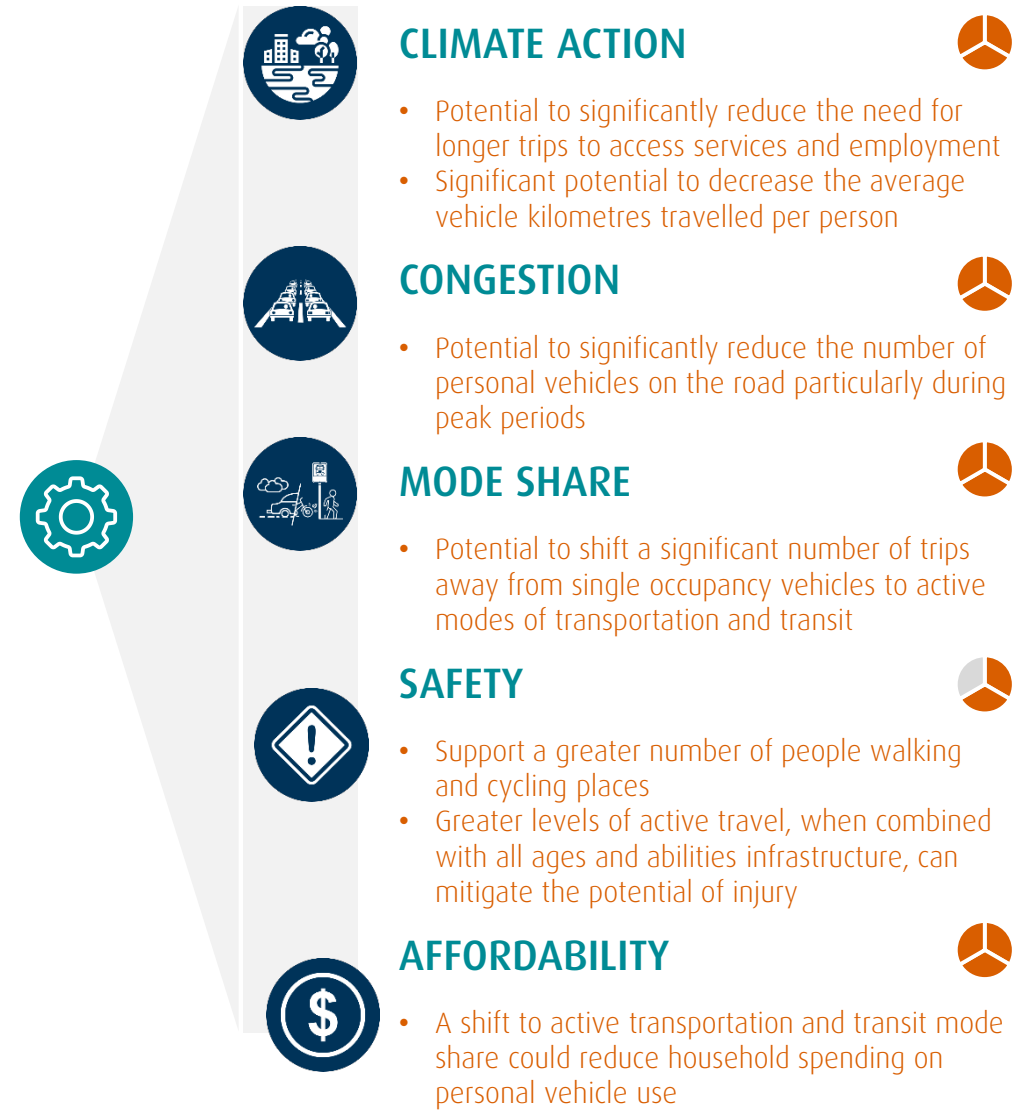 CLIMATE ACTION
• Potential to significantly reduce the need for
longer trips to access services and employment
• Significant potential to decrease the average
vehicle kilometres travelled per person
CONGESTION
• Potential to significantly reduce the number of
personal vehicles on the road particularly during
peak periods
MODE SHARE
• Potential to shift a significant number of trips
away from single occupancy vehicles to active
modes of transportation and transit
SAFETY
• Support a greater number of people walking
and cycling places
• Greater levels of active travel, when combined
with all ages and abilities infrastructure, can
mitigate the potential of injury
AFFORDABILITY
$
• A shift to active transportation and transit mode
share could reduce household spending on
personal vehicle use